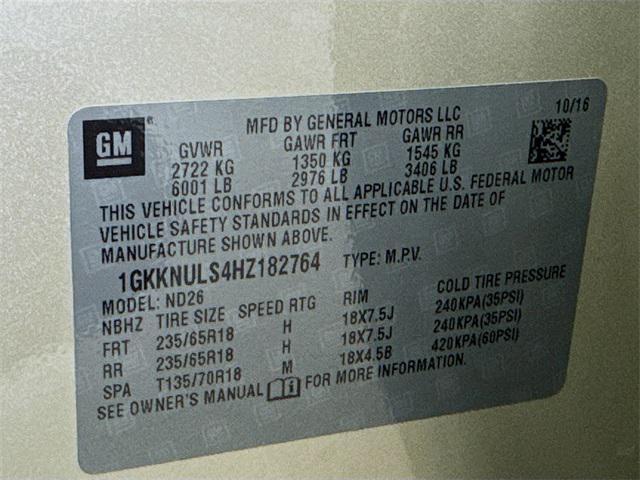 MFD BY GENERAL MOTORS LLC 10/16
GM GVWR GAWR FRT GAWR RR
2722 KG 1350 KG 1545 KG
6001 LB 2976 LB 3406 LB
THIS VEHICLE CONFORMS TO ALL APPLICABLE U.S. FEDERAL MOTOR
VEHICLE SAFETY STANDARDS IN EFFECT ON THE DATE OF
MANUFACTURE SHOWN ABOVE.
1GKKNULS4HZ182764 TYPE: M.P.V.
MODEL: ND26
NBHZ TIRE SIZE SPEED RTG RIM COLD TIRE PRESSURE
FRT 235/65R18 H 18X7.5J 240KPA(35PSI)
RR 235/65R18 H 18X7.5J 240KPA(35PSI)
SPA T135/70R18 M 18X4.5B 420KPA(60PSI)
SEE OWNER'S MANUAL FOR MORE INFORMATION.